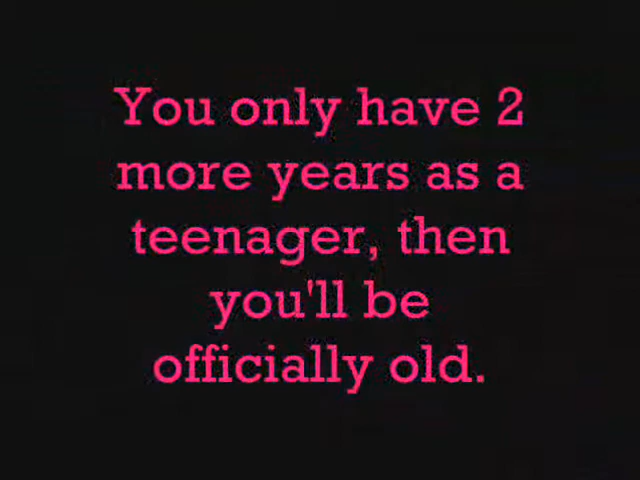 You only have 2
more years as a
teenager, then
you'll be
officially old.